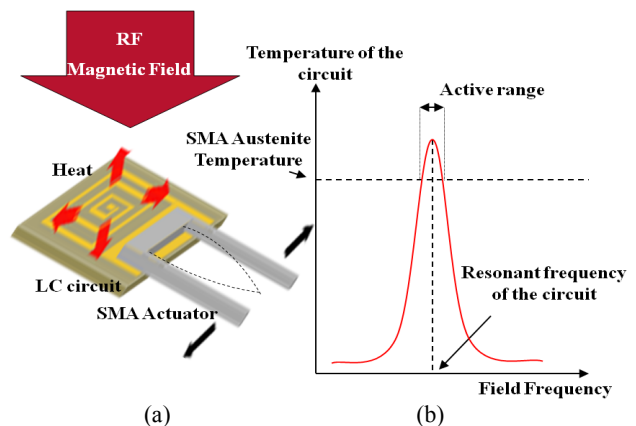 RF
Magnetic Field
Heat
LC circuit
SMA Actuator
(a)
Temperature of the
circuit
Active range
SMA Austenite
Temperature
Resonant frequency
of the circuit
Field Frequency
(b)